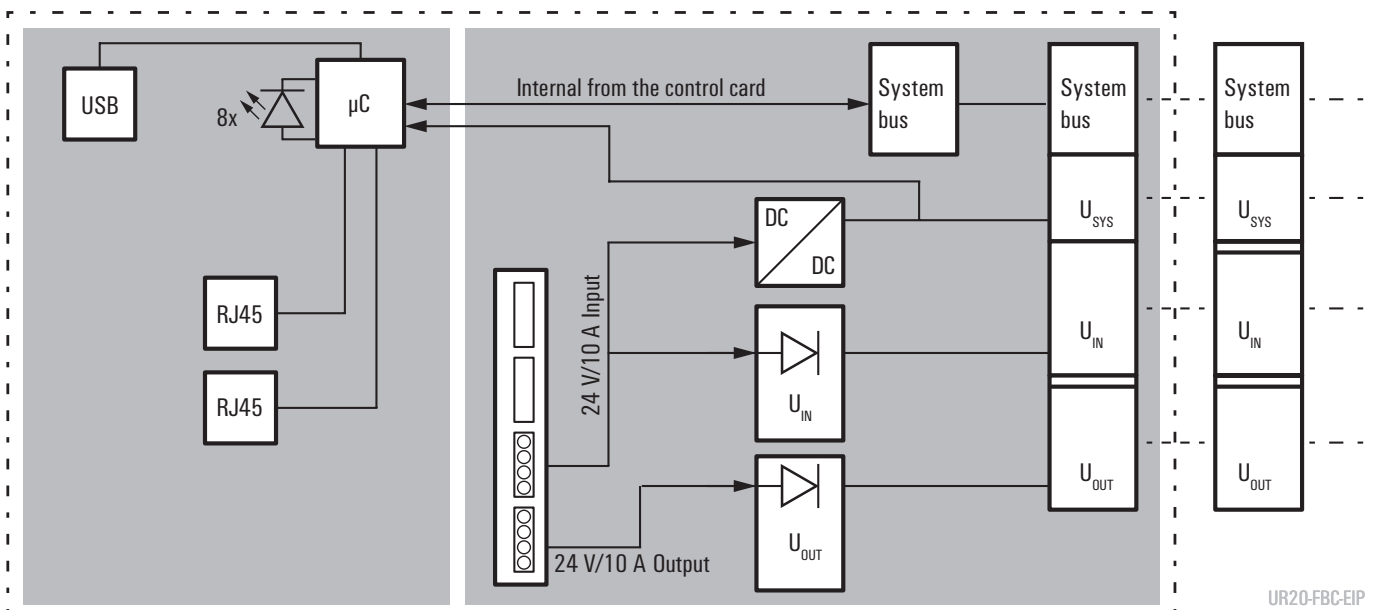 USB
8x
µC
Internal from the control card
System
bus
System
bus
System
bus
DC
DC
U_SYS
U_SYS
RJ45
RJ45
24 V/10 A Input
U_IN
U_IN
U_IN
24 V/10 A Output
U_OUT
U_OUT
U_OUT
UR20-FBC-EIP